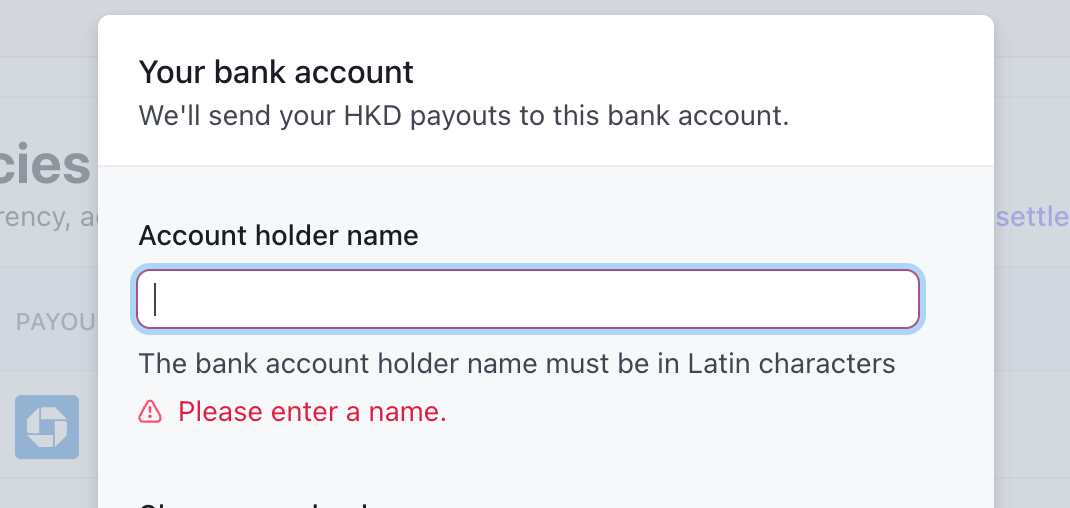 Your bank account
We'll send your HKD payouts to this bank account.
cies
settle
Account holder name
PAYOU
The bank account holder name must be in Latin characters
Please enter a name.